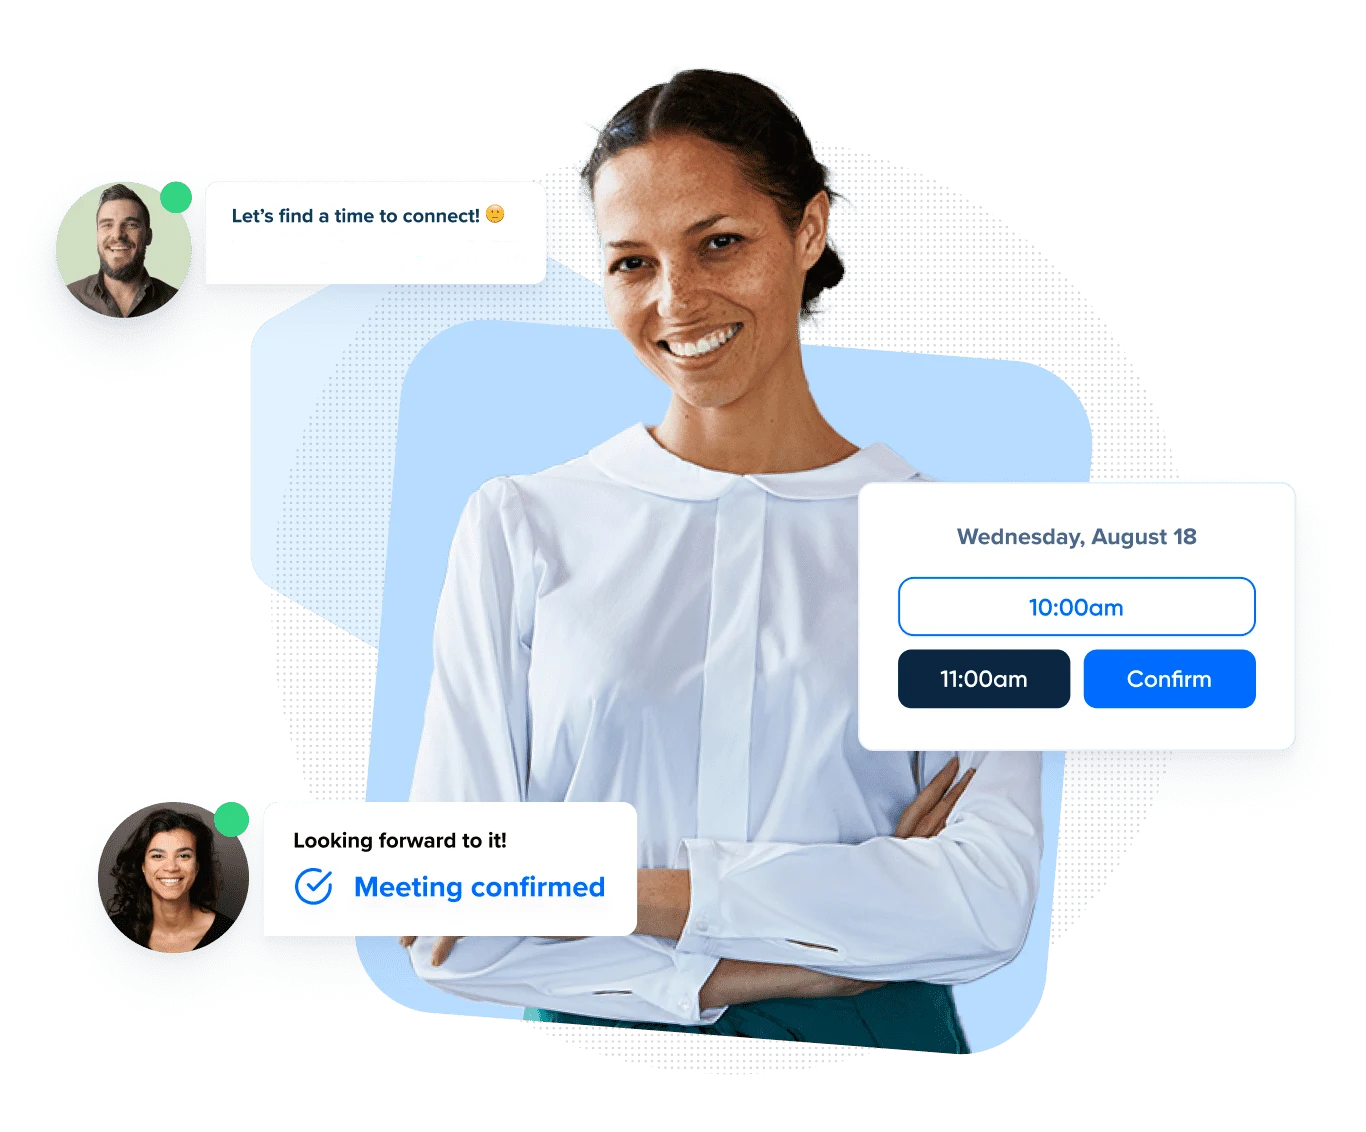 Let’s find a time to connect! 🙂
Wednesday, August 18
10:00am
11:00am
Confirm
Looking forward to it!
Meeting confirmed